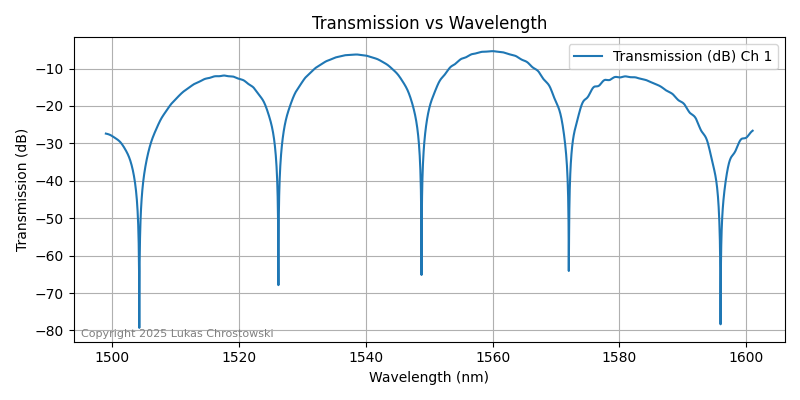 Transmission vs Wavelength
Transmission (dB) Ch 1
Transmission (dB)
−10
−20
−30
−40
−50
−60
−70
−80
Copyright 2025 Lukas Chrostowski
1500 1520 1540 1560 1580 1600
Wavelength (nm)